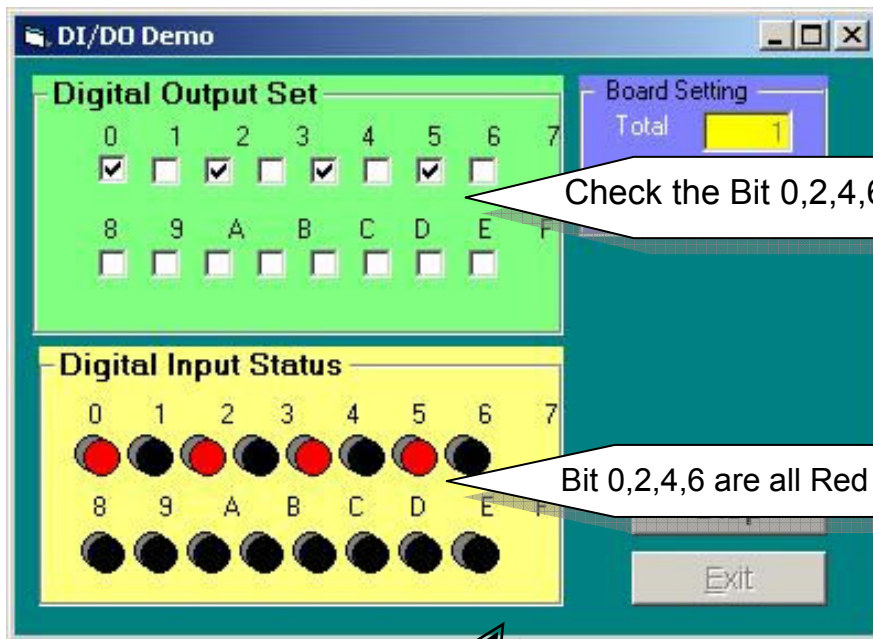 DI/DO Demo
Digital Output Set
0 1 2 3 4 5 6 7
8 9 A B C D E F
Board Setting
Total 1
Check the Bit 0,2,4,6
Digital Input Status
0 1 2 3 4 5 6 7
8 9 A B C D E F
Bit 0,2,4,6 are all Red
Exit